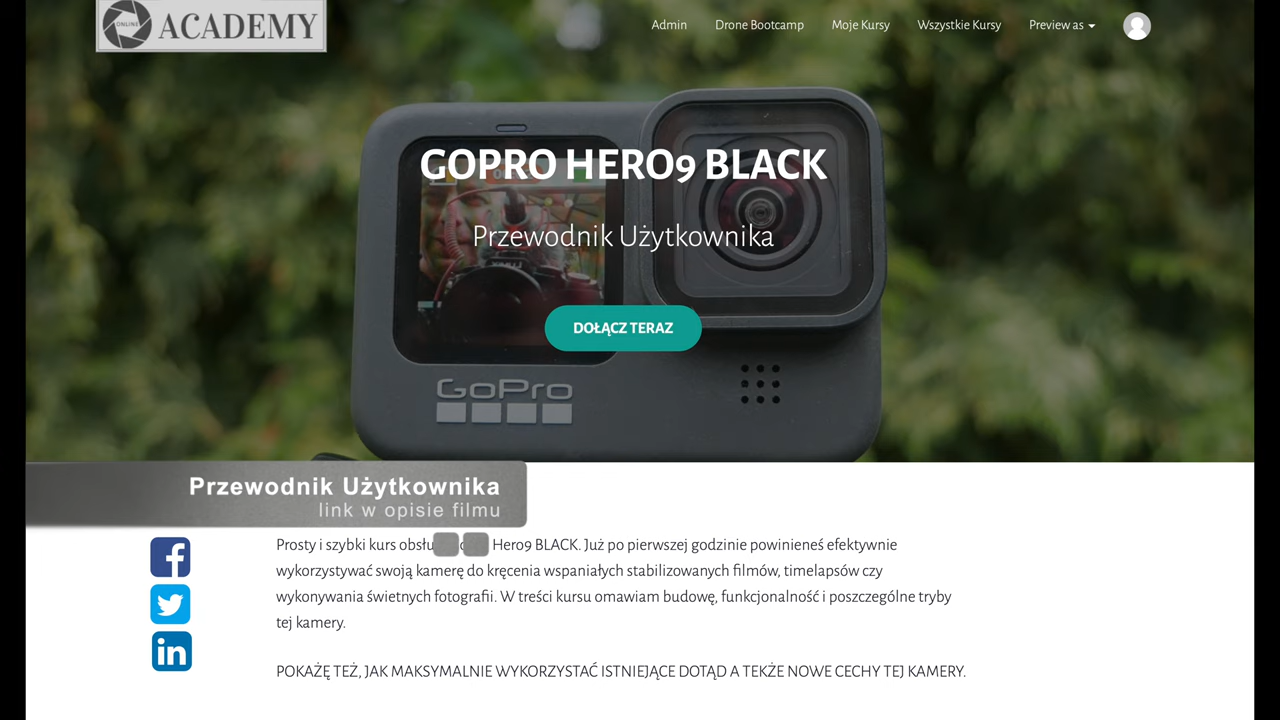 ONLINE ACADEMY
Admin Drone Bootcamp Moje Kursy Wszystkie Kursy Preview as
GOPRO HERO9 BLACK
Przewodnik Użytkownika
DOŁĄCZ TERAZ
GoPro
Przewodnik Użytkownika
link w opisie filmu
Prosty i szybki kurs Hero9 BLACK. Już po pierwszej godzinie powinieneś efektywnie
wykorzystywać swoją kamerę do kręcenia wspaniałych stabilizowanych filmów, timelapsów czy
wykonywania świetnych fotografii. W treści kursu omawiam budowę, funkcjonalność i poszczególne tryby
tej kamery.
POKAŻĘ TEŻ, JAK MAKSYMALNIE WYKORZYSTAĆ ISTNIEJĄCE DOTĄD A TEKŻE NOWE CECHY TEJ KAMERY.